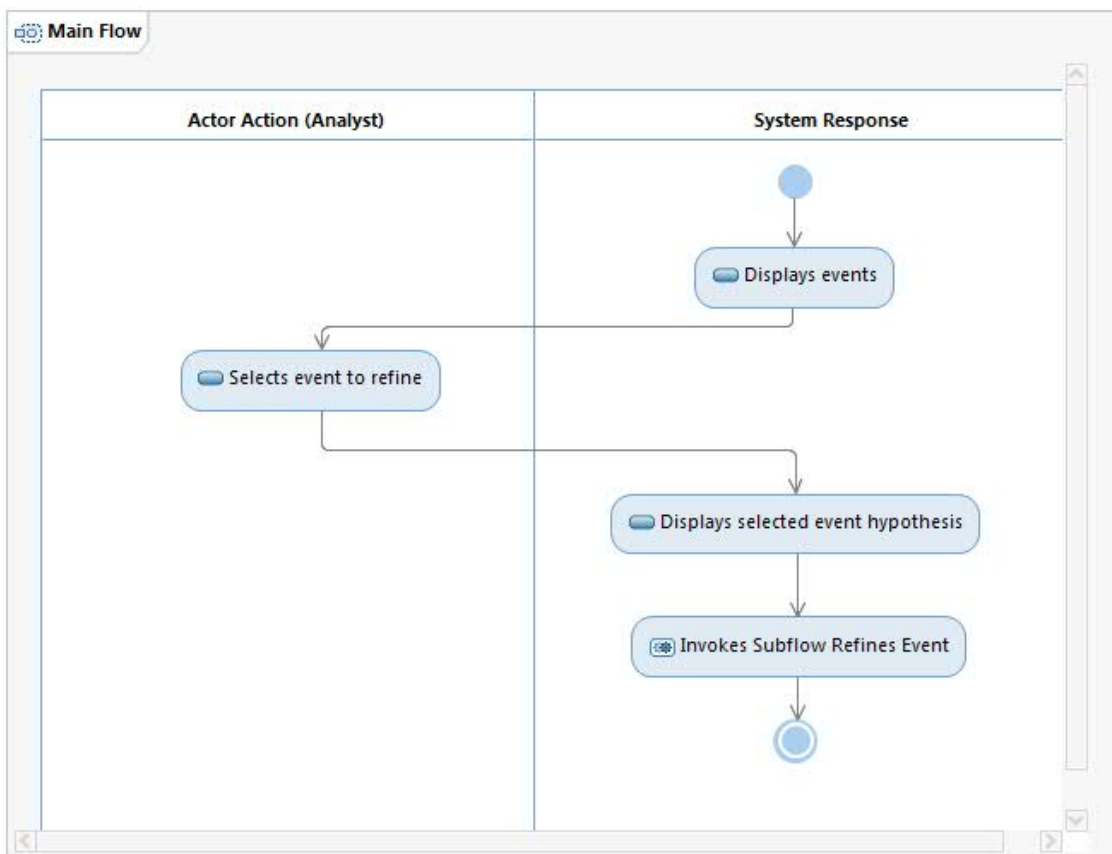 Main Flow
Actor Action (Analyst)
System Response
Displays events
Selects event to refine
Displays selected event hypothesis
Invokes Subflow Refines Event